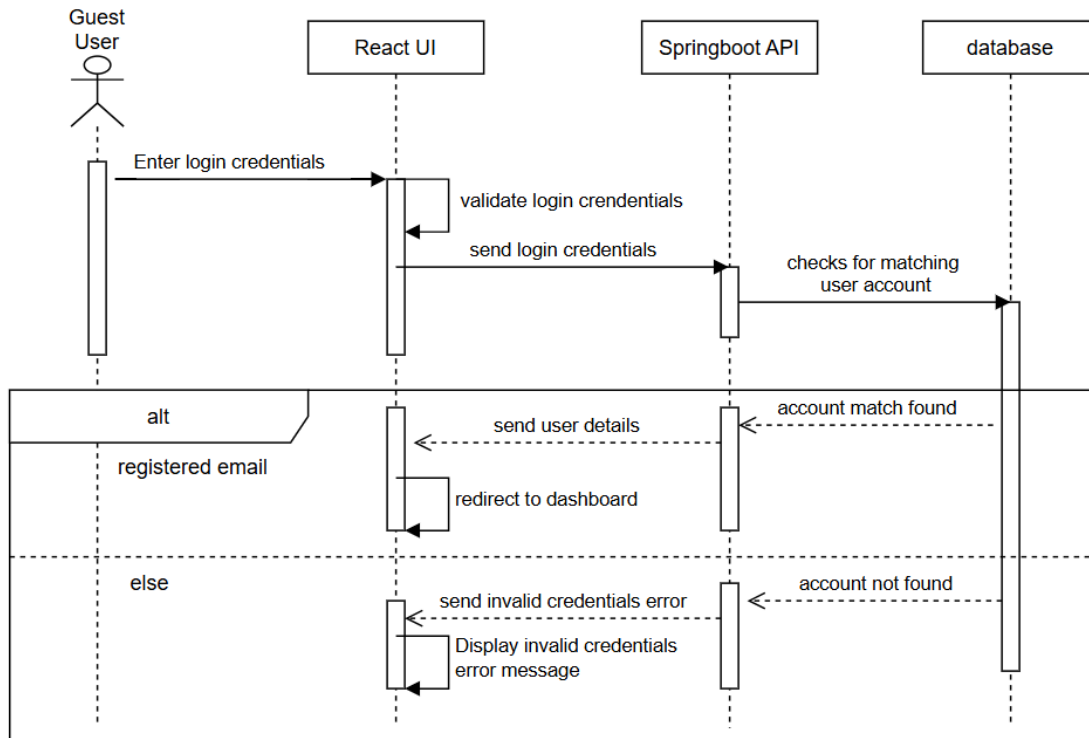 Guest
User
React UI
Springboot API
database
Enter login credentials
validate login crendentials
send login credentials
checks for matching
user account
alt
account match found
send user details
registered email
redirect to dashboard
else
account not found
send invalid credentials error
Display invalid credentials
error message